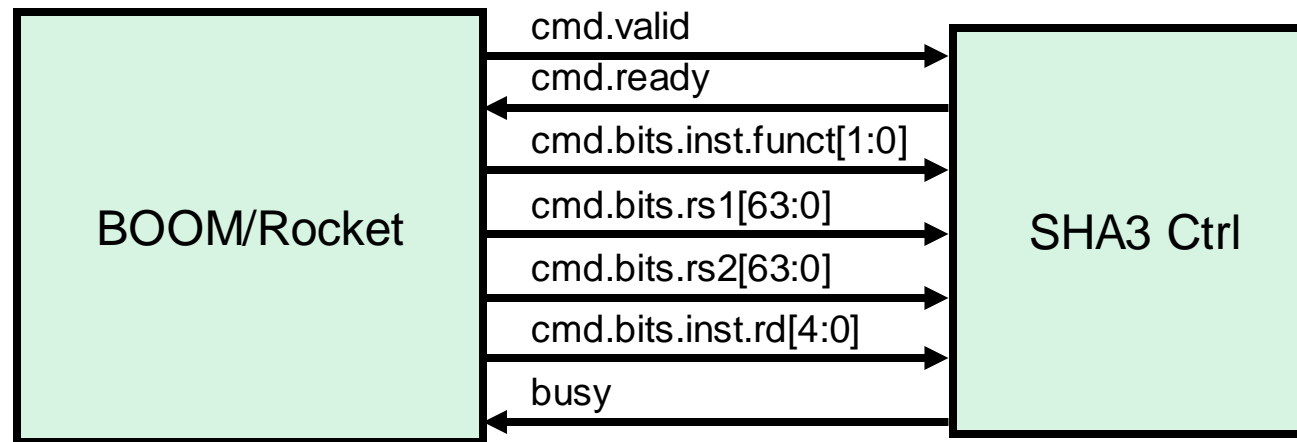 cmd.valid
cmd.ready
cmd.bits.inst.funct[1:0]
cmd.bits.rs1[63:0]
BOOM/Rocket
SHA3 Ctrl
cmd.bits.rs2[63:0]
cmd.bits.inst.rd[4:0]
busy